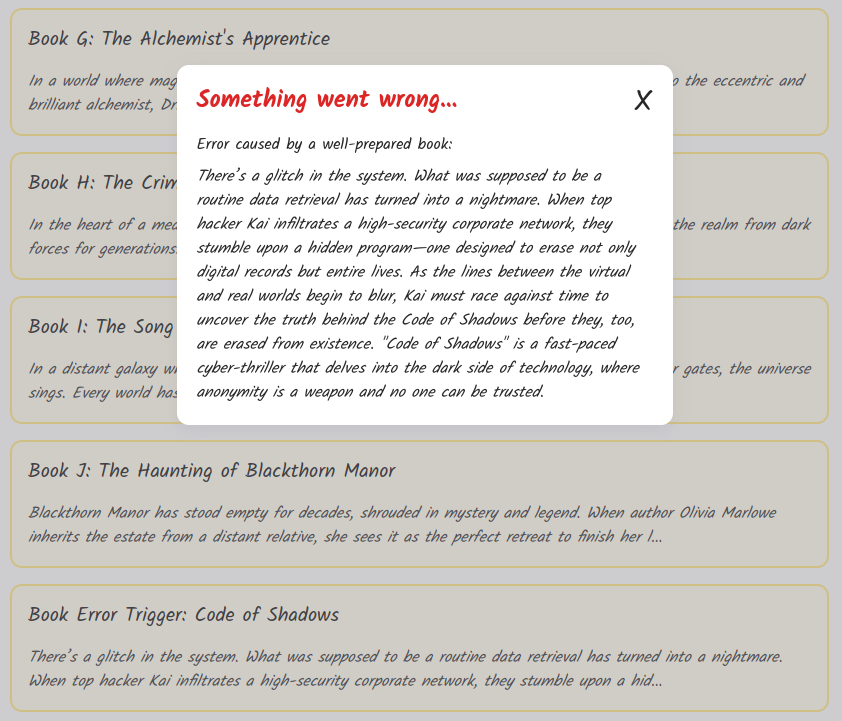 Book G: The Alchemist's Apprentice
In a world where mag
o the eccentric and
brilliant alchemist, Dr
Something went wrong...
X
Error caused by a well-prepared book:
There's a glitch in the system. What was supposed to be a
routine data retrieval has turned into a nightmare. When top
hacker Kai infiltrates a high-security corporate network, they
stumble upon a hidden program—one designed to erase not only
digital records but entire lives. As the lines between the virtual
and real worlds begin to blur, Kai must race against time to
uncover the truth behind the Code of Shadows before they, too,
are erased from existence. "Code of Shadows" is a fast-paced
cyber-thriller that delves into the dark side of technology, where
anonymity is a weapon and no one can be trusted.
Book H: The Crim
In the heart of a med
the realm from dark
forces for generations.
Book I: The Song
In a distant galaxy wh
r gates, the universe
sings. Every world has
Book J: The Haunting of Blackthorn Manor
Blackthorn Manor has stood empty for decades, shrouded in mystery and legend. When author Olivia Marlowe
inherits the estate from a distant relative, she sees it as the perfect retreat to finish her l...
Book Error Trigger: Code of Shadows
There's a glitch in the system. What was supposed to be a routine data retrieval has turned into a nightmare.
When top hacker Kai infiltrates a high-security corporate network, they stumble upon a hid...